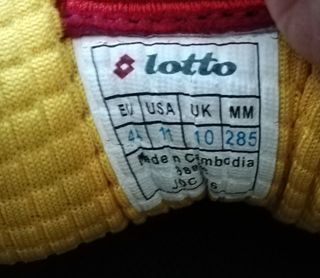 lotto
EU USA UK MM
44 11 10 285
Made in Cambodia